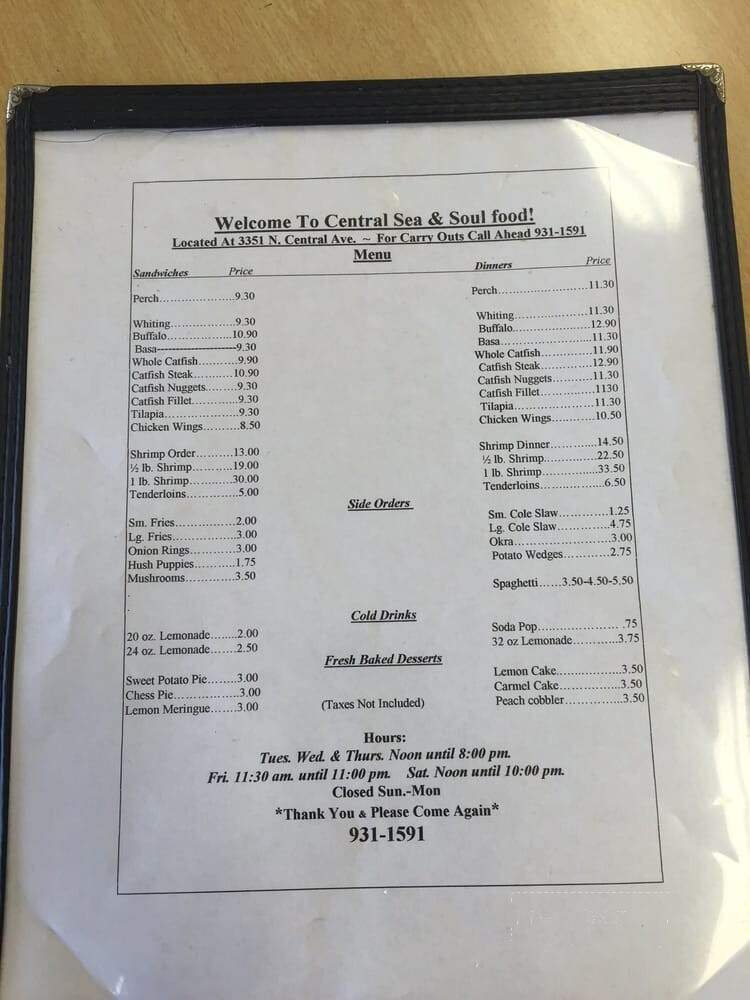 Welcome To Central Sea & Soul food!
Located At 3351 N. Central Ave. ~ For Carry Outs Call Ahead 931-1591
Menu
Sandwiches Price
Perch.....................9.30
Whiting..................9.30
Buffalo..................10.90
Basa----------------------9.30
Whole Catfish...........9.90
Catfish Steak...........10.90
Catfish Nuggets.........9.30
Catfish Fillet............9.30
Tilapia....................9.30
Chicken Wings..........8.50
Shrimp Order..........13.00
½ lb. Shrimp...........19.00
1 lb. Shrimp............30.00
Tenderloins..............5.00
Dinners Price
Perch.........................11.30
Whiting......................11.30
Buffalo.......................12.90
Basa..........................11.30
Whole Catfish...............11.90
Catfish Steak...............12.90
Catfish Nuggets............11.30
Catfish Fillet...............1130
Tilapia.......................11.30
Chicken Wings.............10.50
Shrimp Dinner..............14.50
½ lb. Shrimp................22.50
1 lb. Shrimp................33.50
Tenderloins..................6.50
Side Orders
Sm. Fries.................2.00
Lg. Fries..................3.00
Onion Rings.............3.00
Hush Puppies...........1.75
Mushrooms..............3.50
Sm. Cole Slaw..............1.25
Lg. Cole Slaw...............4.75
Okra..........................3.00
Potato Wedges.............2.75
Spaghetti......3.50-4.50-5.50
Cold Drinks
20 oz. Lemonade........2.00
24 oz. Lemonade.......2.50
Soda Pop...................... .75
32 oz Lemonade............3.75
Fresh Baked Desserts
Sweet Potato Pie........3.00
Chess Pie.................3.00
Lemon Meringue......3.00
Lemon Cake.................3.50
Carmel Cake................3.50
Peach cobbler...............3.50
(Taxes Not Included)
Hours:
Tues. Wed. & Thurs. Noon until 8:00 pm.
Fri. 11:30 am. until 11:00 pm. Sat. Noon until 10:00 pm.
Closed Sun.-Mon
*Thank You & Please Come Again*
931-1591